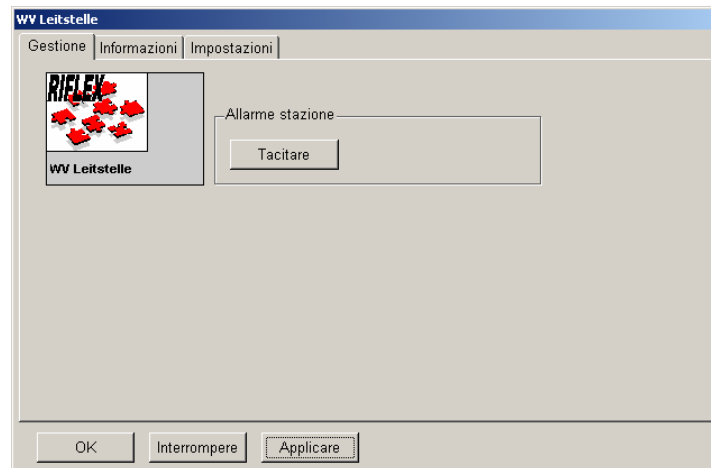 WV Leitstelle
Gestione Informazioni Impostazioni
RIFLEX
WV Leitstelle
Allarme stazione
Tacitare
OK Interrompere Applicare